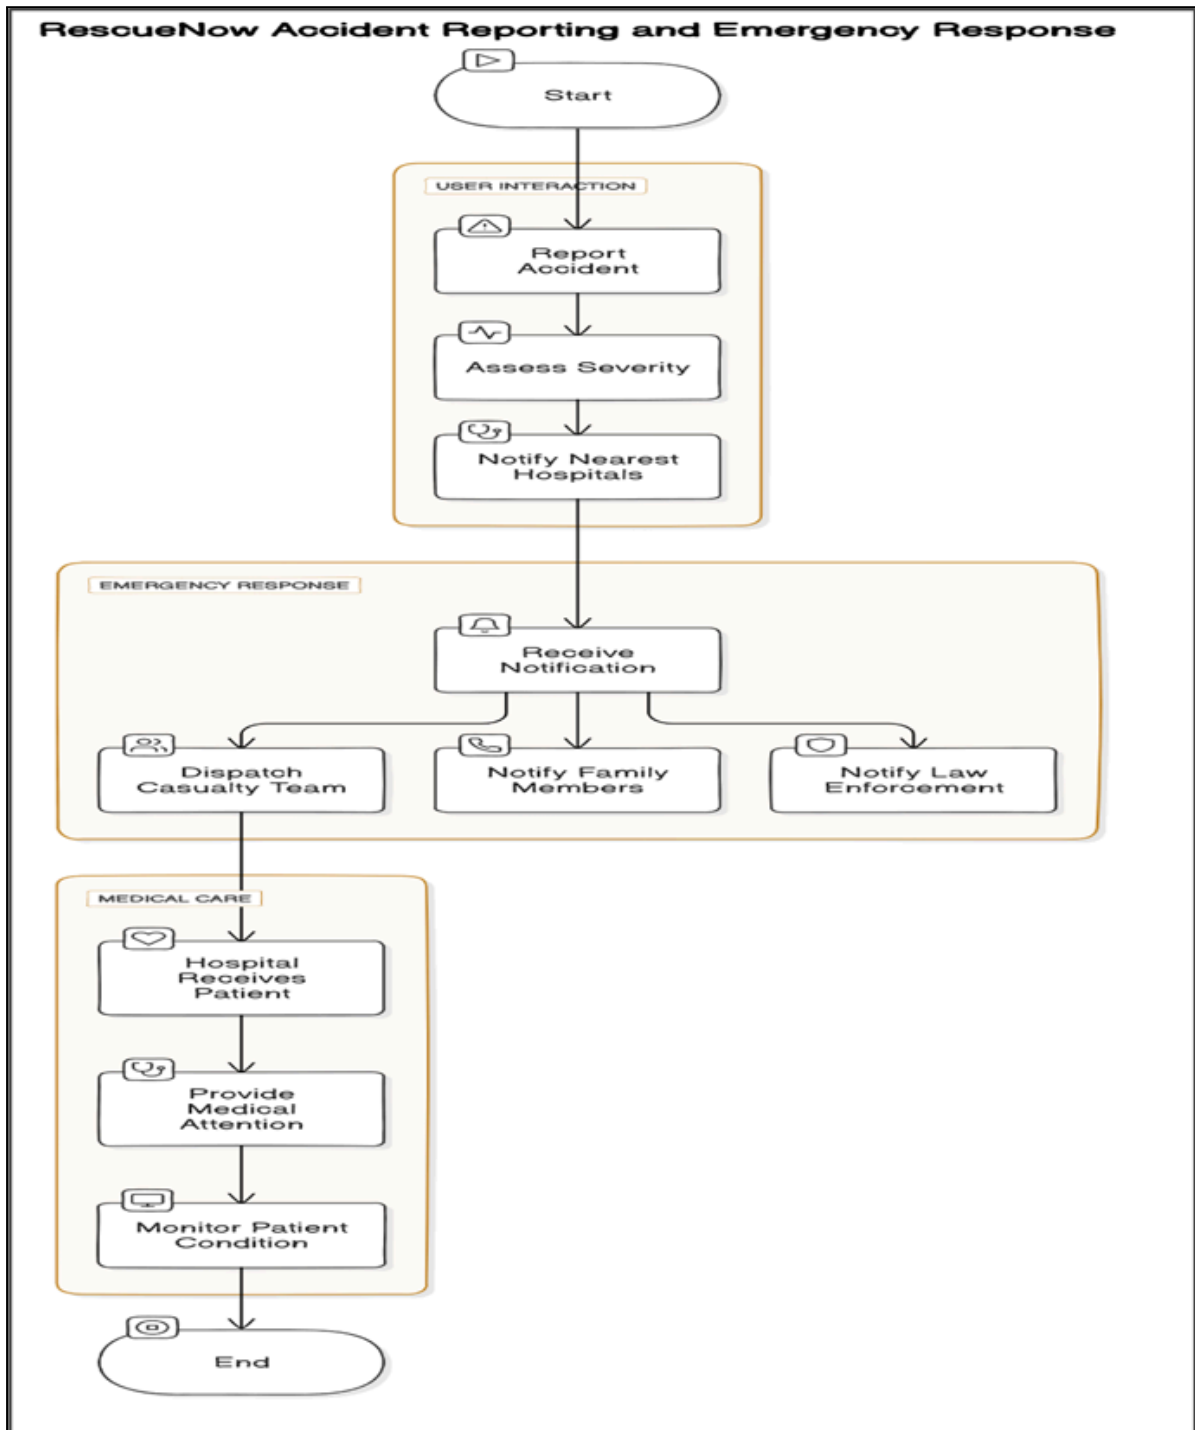 RescueNow Accident Reporting and Emergency Response
Start
USER INTERACTION
Report
Accident
Assess Severity
Notify Nearest
Hospitals
EMERGENCY RESPONSE
Receive
Notification
Dispatch
Casualty Team
Notify Family
Members
Notify Law
Enforcement
MEDICAL CARE
Hospital
Receives
Patient
Provide
Medical
Attention
Monitor Patient
Condition
End